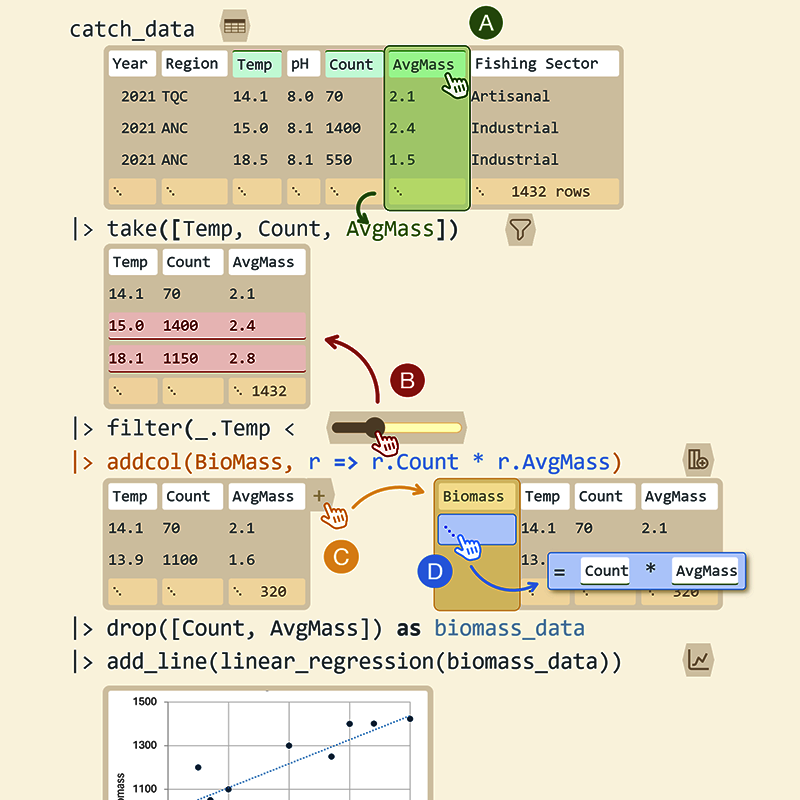 catch_data
A
Year Region Temp pH Count AvgMass Fishing Sector
2021 TQC 14.1 8.0 70 2.1 Artisanal
2021 ANC 15.0 8.1 1400 2.4 Industrial
2021 ANC 18.5 8.1 550 1.5 Industrial
⋱ ⋱ ⋱ ⋱ ⋱ ⋱ ⋱ 1432 rows
|> take([Temp, Count, AvgMass])
Temp Count AvgMass
14.1 70 2.1
15.0 1400 2.4
18.1 1150 2.8
⋱ ⋱ ⋱ 1432
B
|> filter(_.Temp <
|> addcol(BioMass, r => r.Count * r.AvgMass)
Temp Count AvgMass + Biomass Temp Count AvgMass
14.1 70 2.1 ⋱ 14.1 70 2.1
13.9 1100 1.6 C D 13. = Count * AvgMass
⋱ ⋱ ⋱ 320 320
|> drop([Count, AvgMass]) as biomass_data
|> add_line(linear_regression(biomass_data))
1500
1300
1100